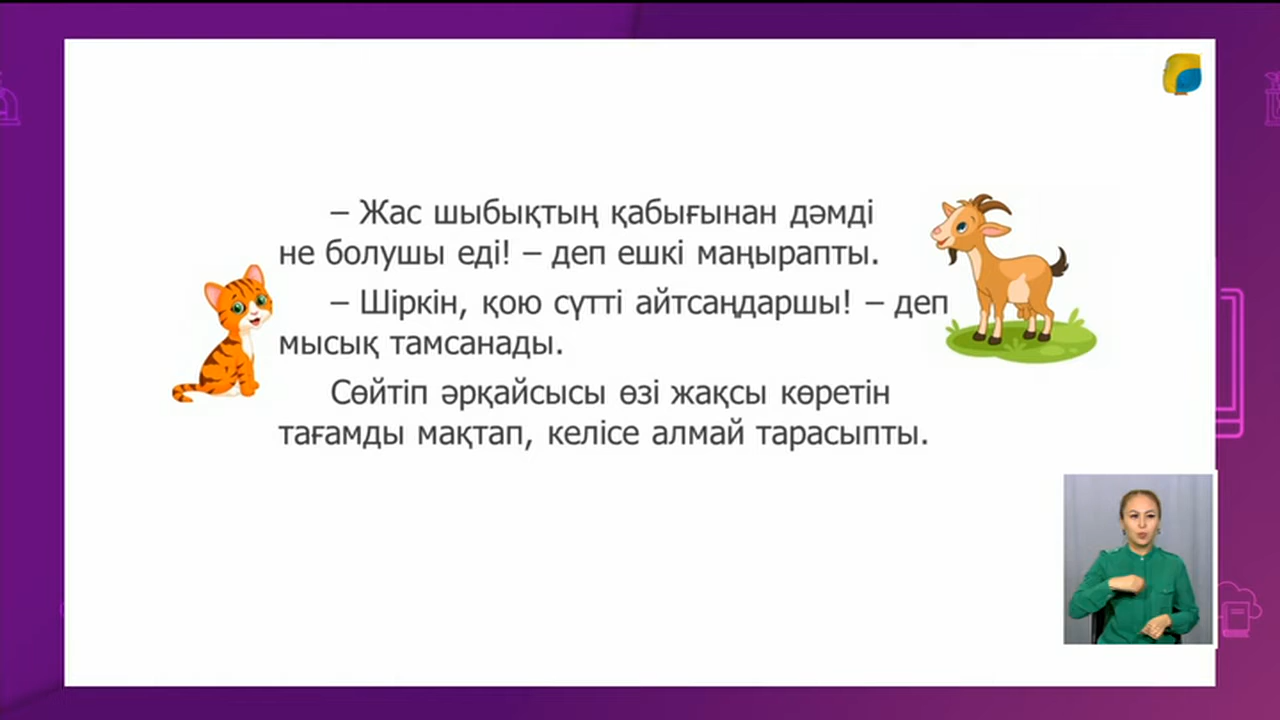 – Жас шыбықтың қабығынан дәмді
не болушы еді! – деп ешкі маңырапты.
– Шіркін, қою сүтті айтсаңдаршы! – деп
мысық тамсанады.
Сөйтіп әрқайсысы өзі жақсы көретін
тағамды мақтап, келісе алмай тарасыпты.